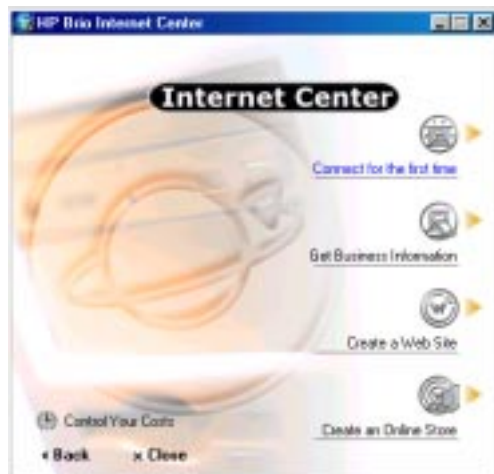 HP Brio Internet Center
Internet Center
Connect for the first time
Get Business Information
Create a Web Site
Create an Online Store
Control Your Costs
Back
x Close